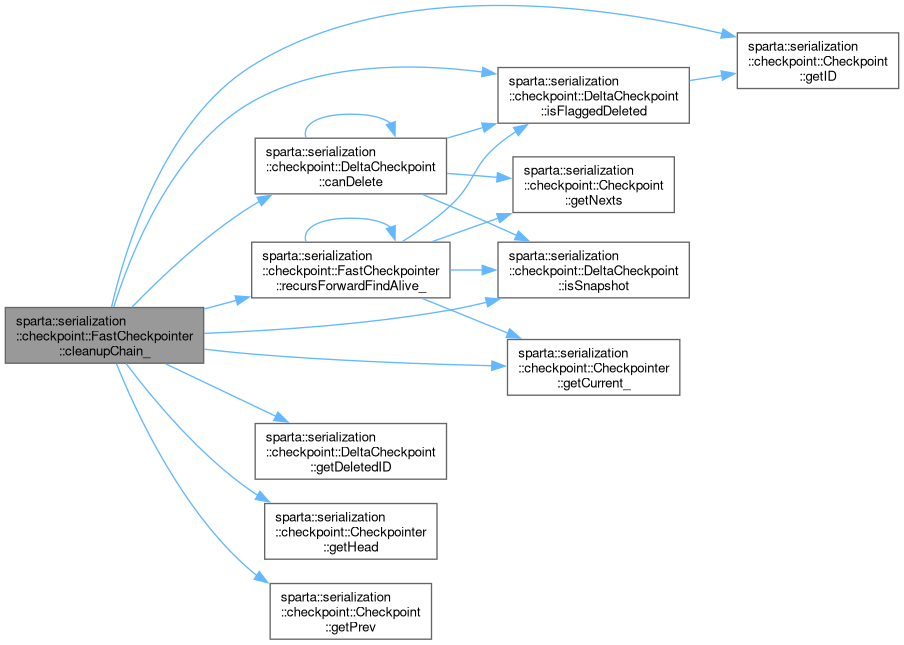 sparta::serialization
::checkpoint::Checkpoint
::getID
sparta::serialization
::checkpoint::DeltaCheckpoint
::isFlaggedDeleted
sparta::serialization
::checkpoint::DeltaCheckpoint
::canDelete
sparta::serialization
::checkpoint::Checkpoint
::getNexts
sparta::serialization
::checkpoint::FastCheckpointer
::recursForwardFindAlive_
sparta::serialization
::checkpoint::DeltaCheckpoint
::isSnapshot
sparta::serialization
::checkpoint::FastCheckpointer
::cleanupChain_
sparta::serialization
::checkpoint::Checkpointer
::getCurrent_
sparta::serialization
::checkpoint::DeltaCheckpoint
::getDeletedID
sparta::serialization
::checkpoint::Checkpointer
::getHead
sparta::serialization
::checkpoint::Checkpoint
::getPrev